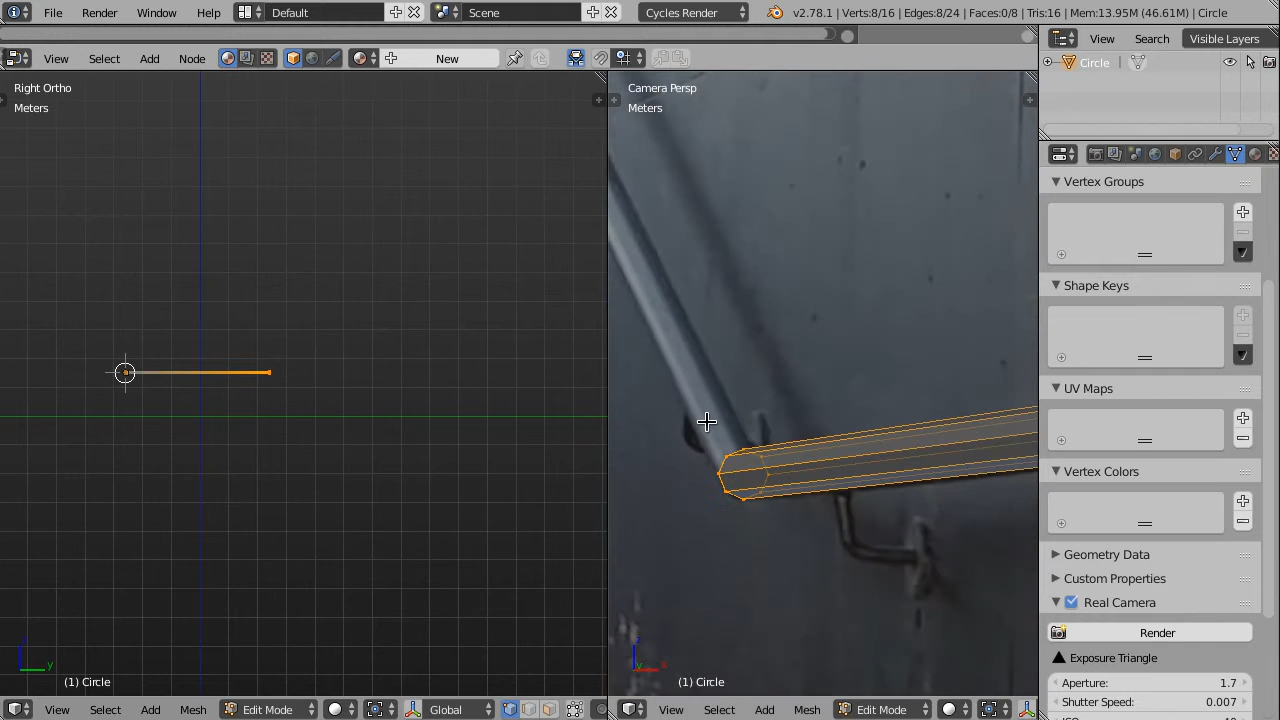 File Render Window Help Default Scene Cycles Render v2.78.1 | Verts:8/16 | Edges:8/24 | Faces:0/8 | Tris:16 | Mem:13.95M (46.61M) | Circle
View Select Add Node New
View Search Visible Layers
Circle
Right Ortho
Meters
Camera Persp
Meters
Vertex Groups
Shape Keys
UV Maps
Vertex Colors
Geometry Data
Custom Properties
Real Camera
Render
Exposure Triangle
Aperture: 1.7
Shutter Speed: 0.007
z
y
(1) Circle
y
x
(1) Circle
View Select Add Mesh Edit Mode Global
View Select Add Mesh Edit Mode